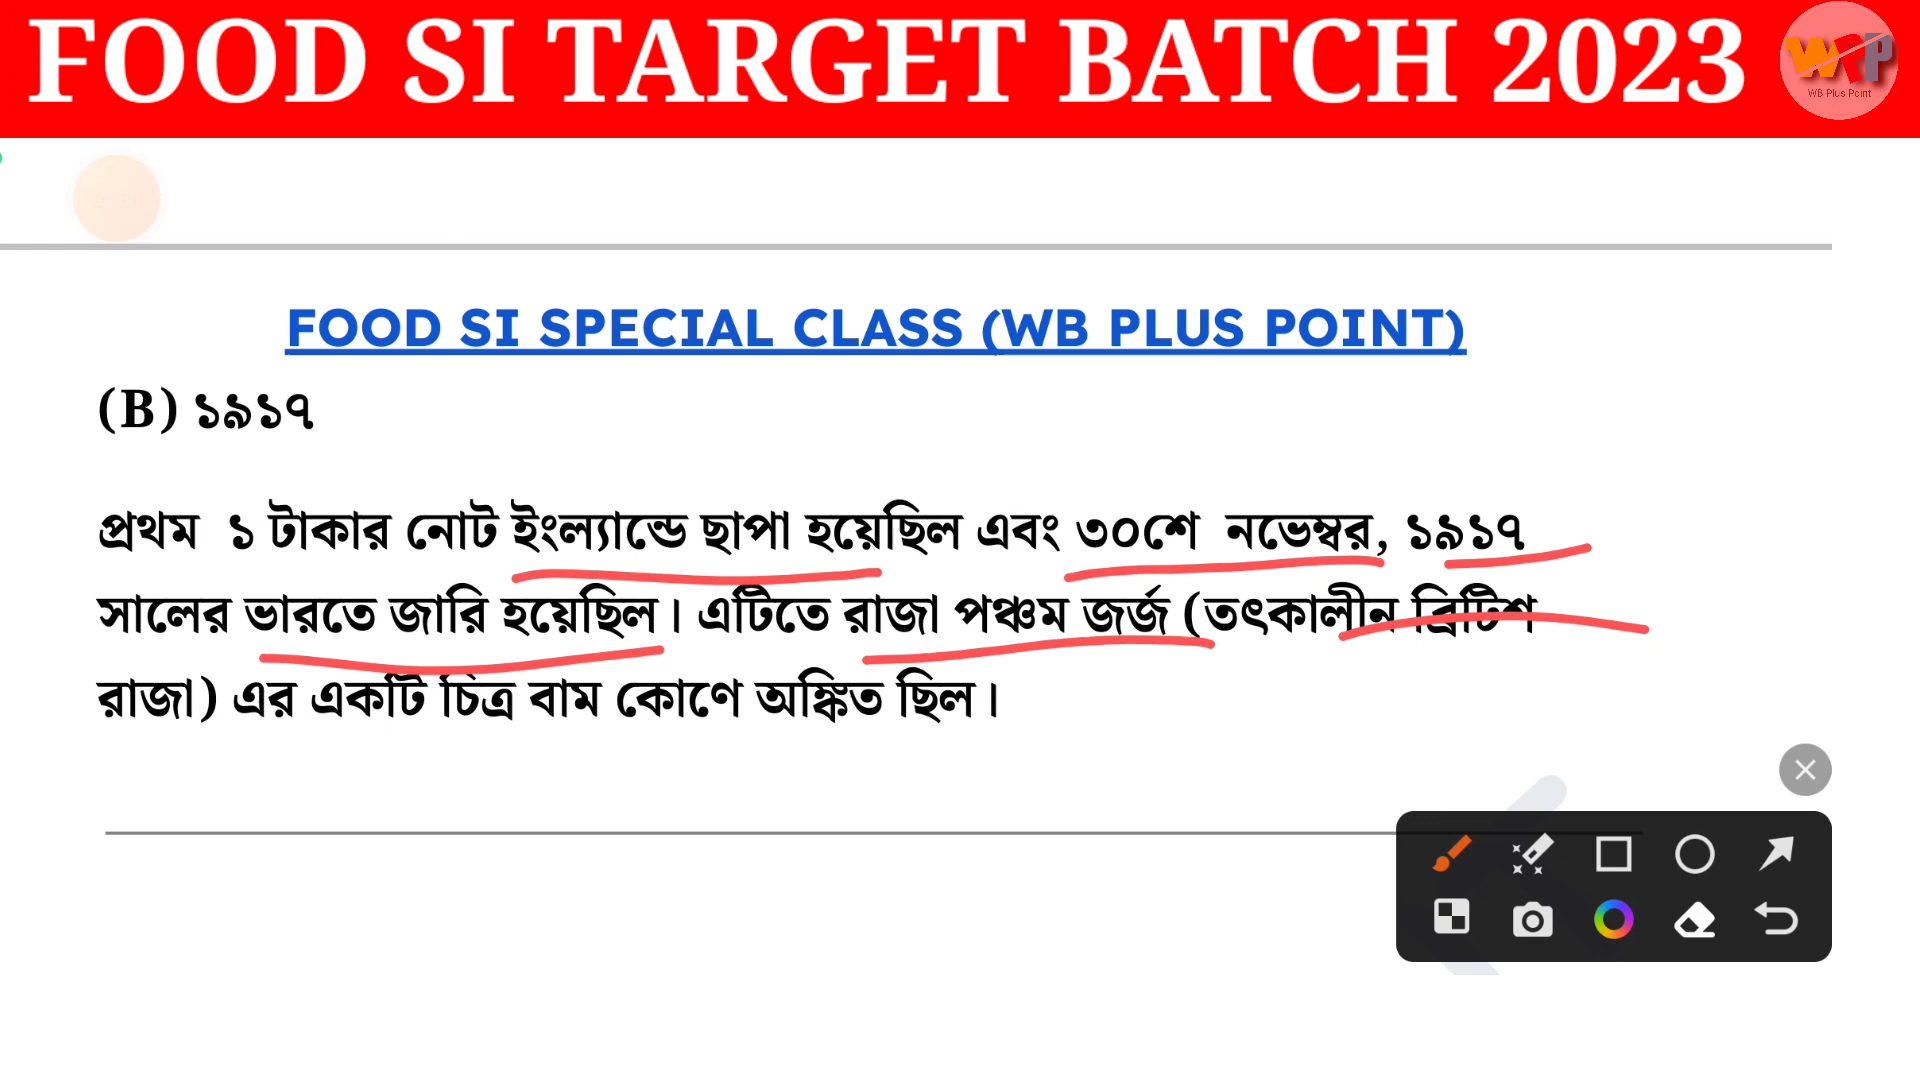 FOOD SI TARGET BATCH 2023
WB Plus Point
FOOD SI SPECIAL CLASS (WB PLUS POINT)
(B) ১৯১৭
প্রথম ১ টাকার নোট ইংল্যান্ডে ছাপা হয়েছিল এবং ৩০শে নভেম্বর, ১৯১৭
সালের ভারতে জারি হয়েছিল। এটিতে রাজা পঞ্চম জর্জ (তৎকালীন ব্রিটিশ
রাজা) এর একটি চিত্র বাম কোণে অঙ্কিত ছিল।